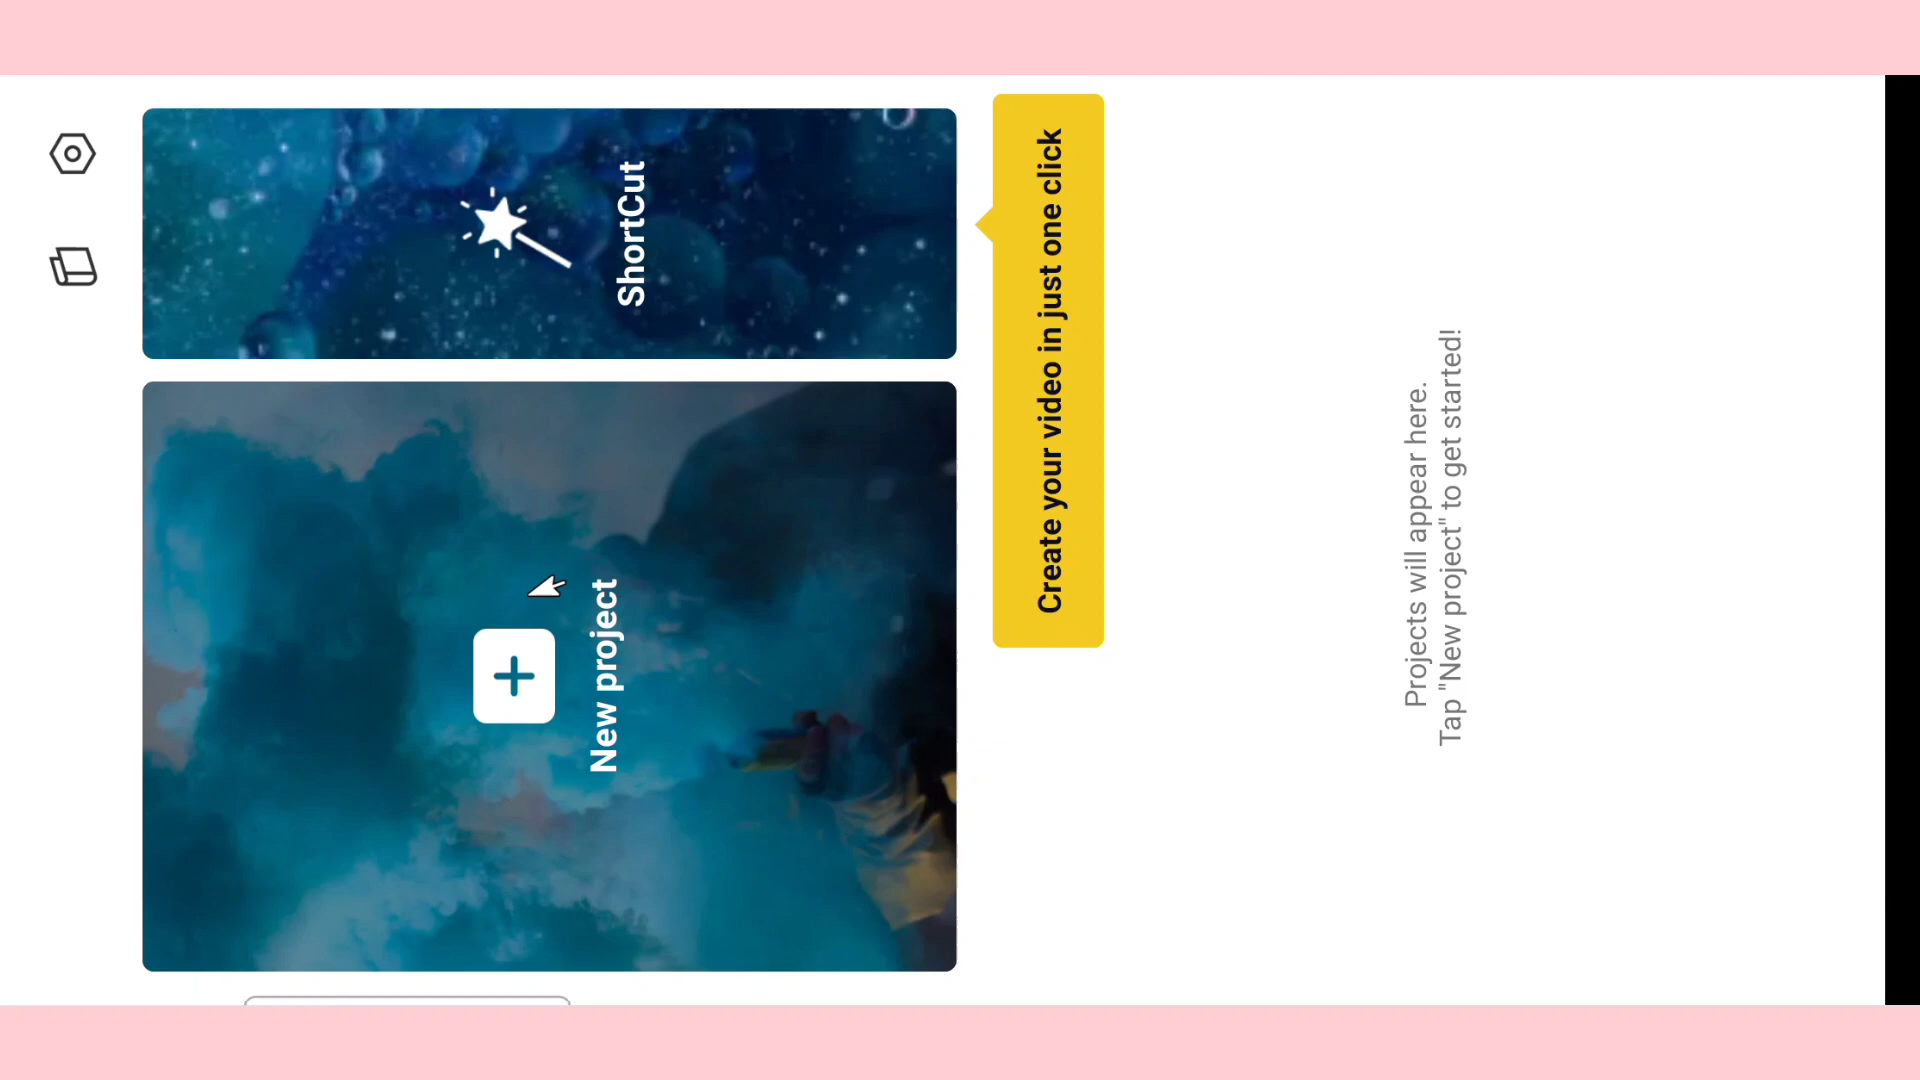 ShortCut
New project
Create your video in just one click
Projects will appear here.
Tap "New project" to get started!